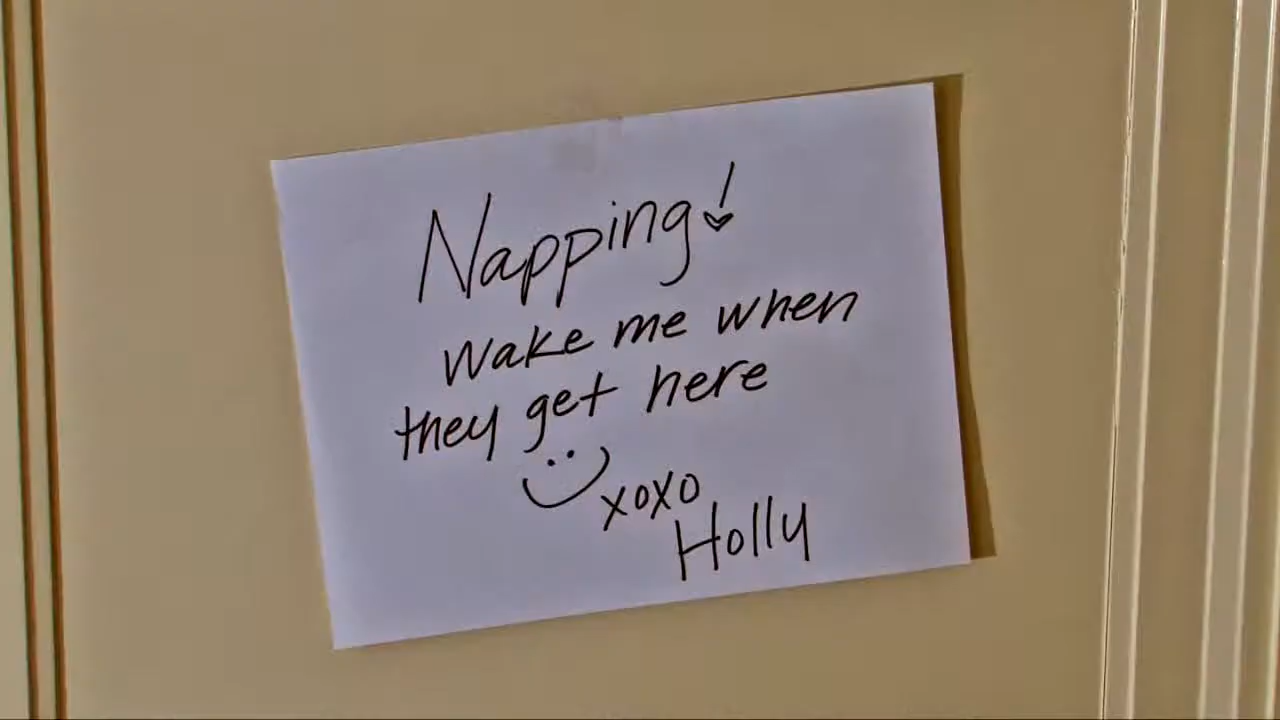 Napping!
wake me when
they get here
xoxo
Holly